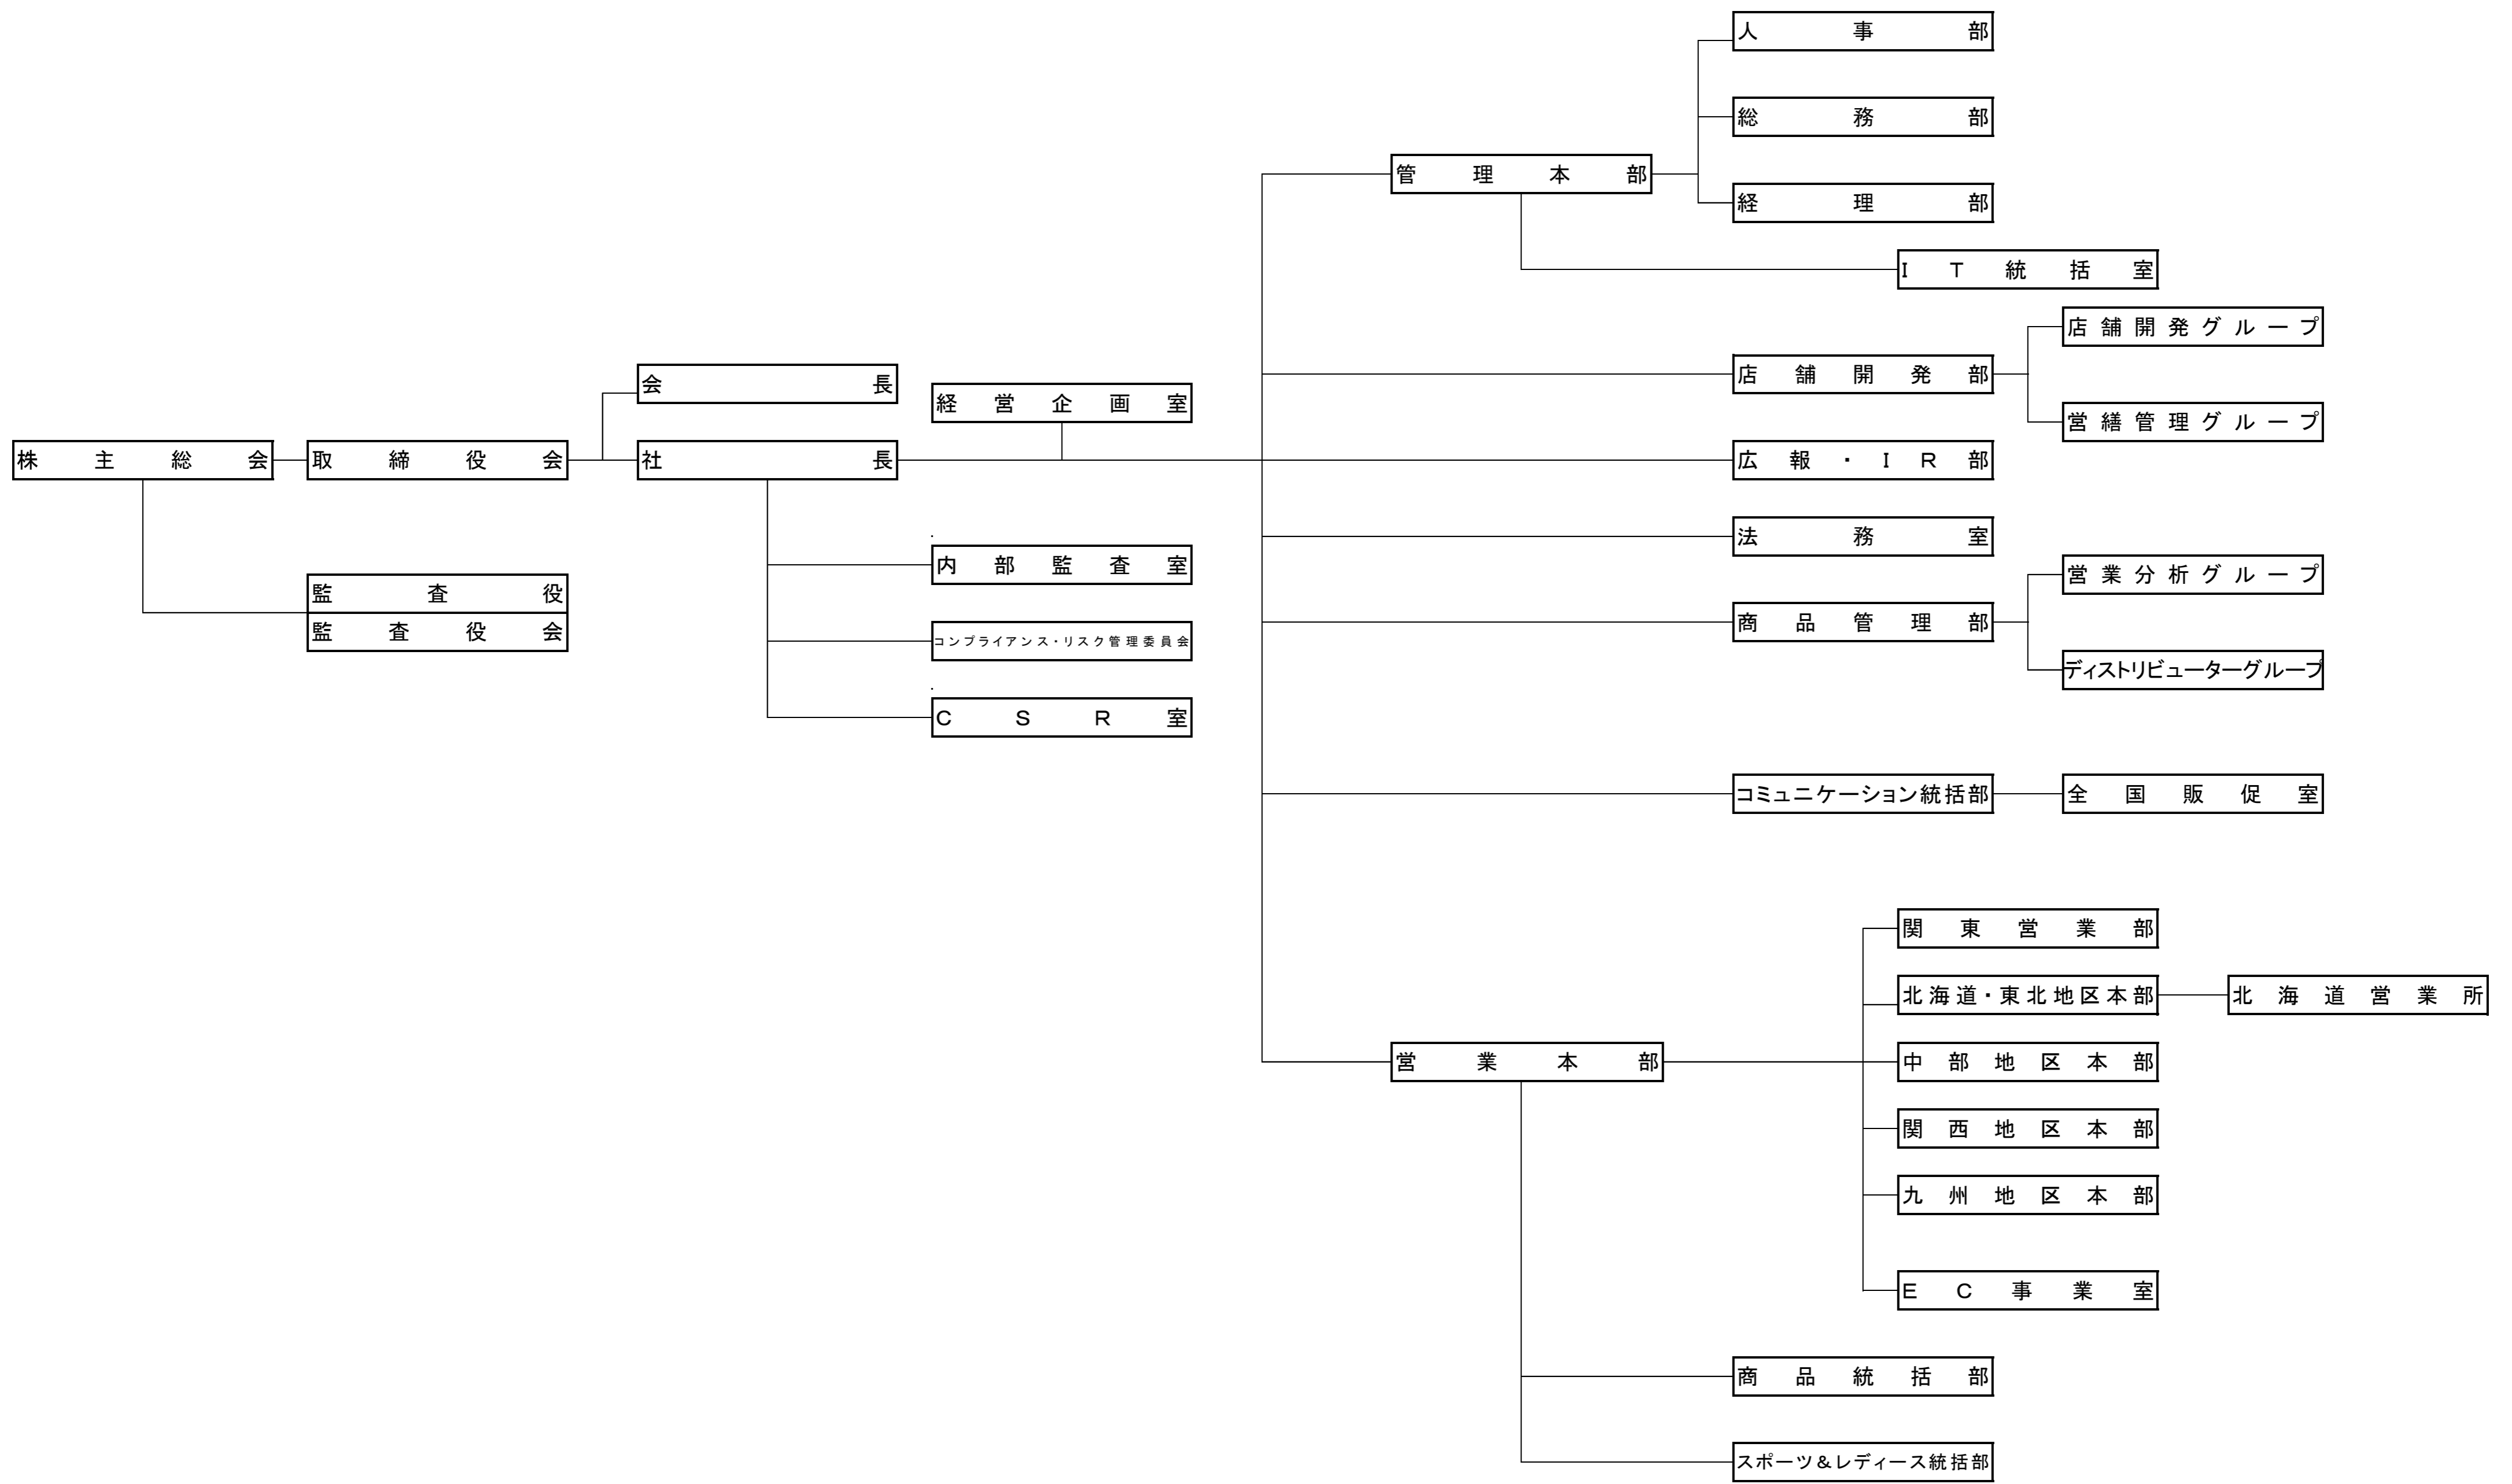 人事部
総務部
管理本部
経理部
IT統括室
店舗開発グループ
店舗開発部
会長
経営企画室
営繕管理グループ
株主総会
取締役会
社長
広報・IR部
法務室
内部監査室
営業分析グループ
監査役
監査役会
商品管理部
コンプライアンス・リスク管理委員会
ディストリビューターグループ
CSR室
コミュニケーション統括部
全国販促室
関東営業部
北海道・東北地区本部
北海道営業所
営業本部
中部地区本部
関西地区本部
九州地区本部
EC事業室
商品統括部
スポーツ&レディース統括部